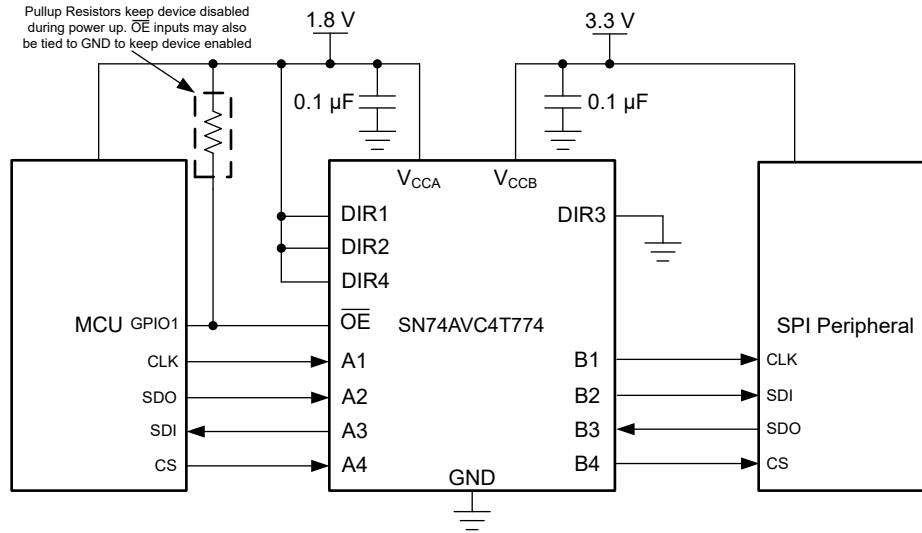 Pullup Resistors keep device disabled
during power up. OE inputs may also
be tied to GND to keep device enabled
1.8 V
3.3 V
0.1 µF
0.1 µF
VCCA
VCCB
DIR1
DIR3
DIR2
DIR4
MCU
GPIO1
OE
SN74AVC4T774
SPI Peripheral
CLK
A1
B1
CLK
SDO
A2
B2
SDI
SDI
A3
B3
SDO
CS
A4
B4
CS
GND